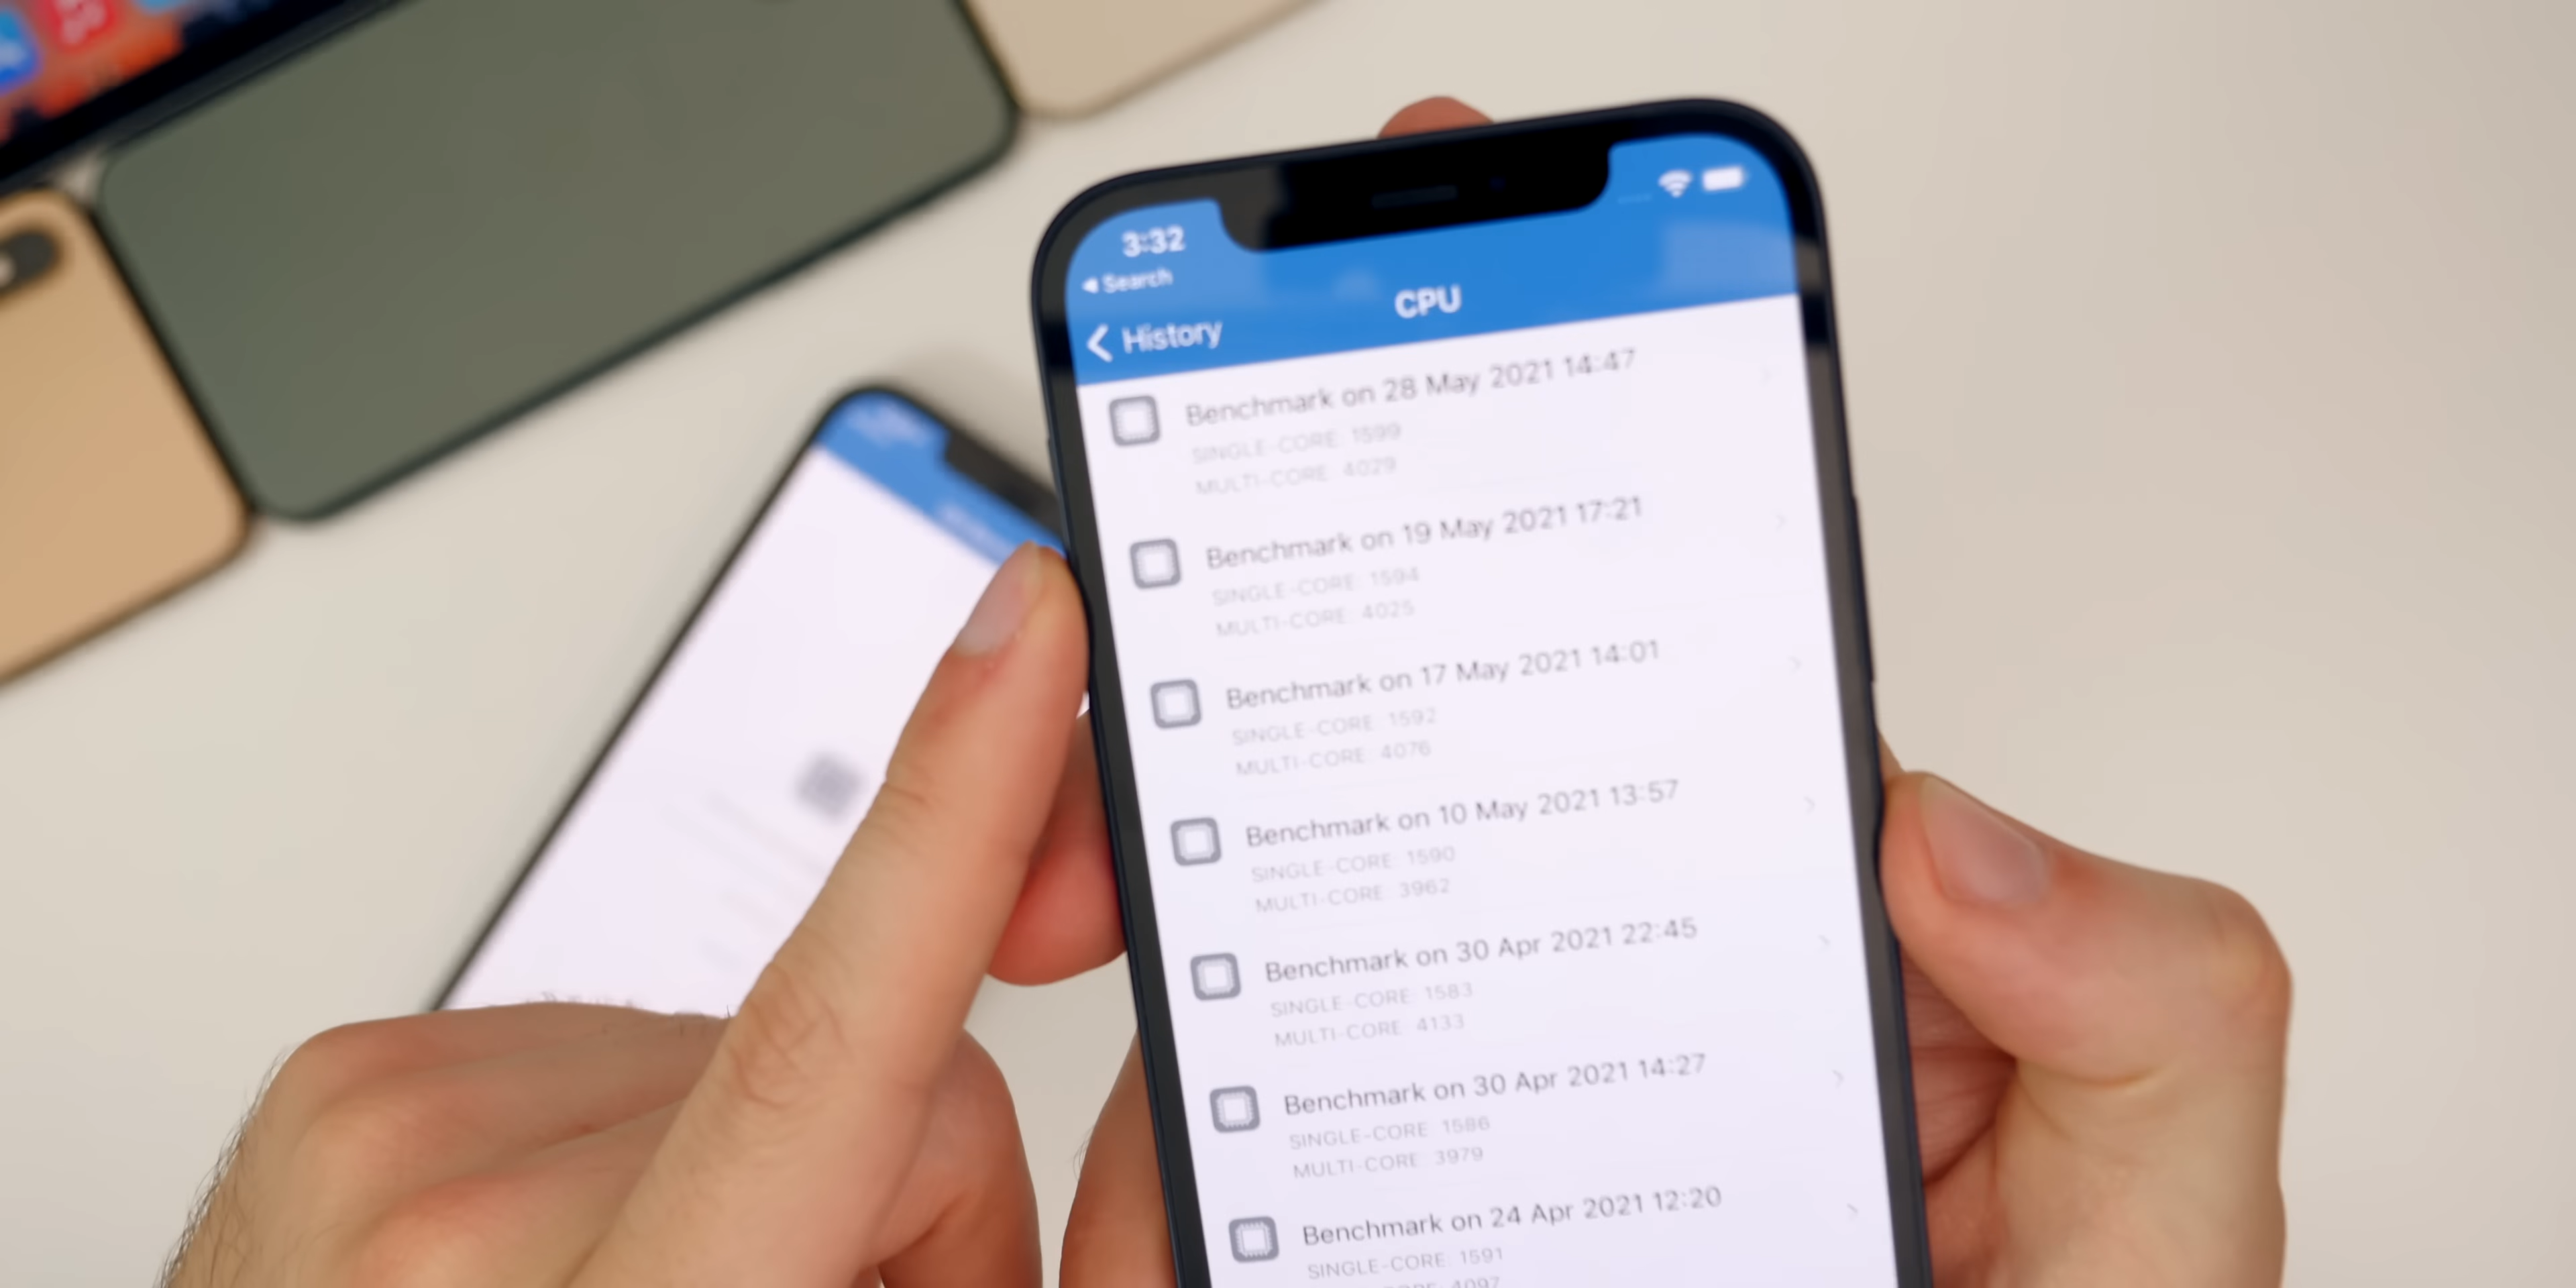 3:32
Search
History
CPU
Benchmark on 28 May 2021 14:47
SINGLE-CORE: 1599
MULTI-CORE: 4029
Benchmark on 19 May 2021 17:21
SINGLE-CORE: 1594
MULTI-CORE: 4025
Benchmark on 17 May 2021 14:01
SINGLE-CORE: 1592
MULTI-CORE: 4076
Benchmark on 10 May 2021 13:57
SINGLE-CORE: 1590
MULTI-CORE: 3962
Benchmark on 30 Apr 2021 22:45
SINGLE-CORE: 1583
MULTI-CORE: 4133
Benchmark on 30 Apr 2021 14:27
SINGLE-CORE: 1586
MULTI-CORE: 3979
Benchmark on 24 Apr 2021 12:20
SINGLE-CORE: 1591
CORE: 4097